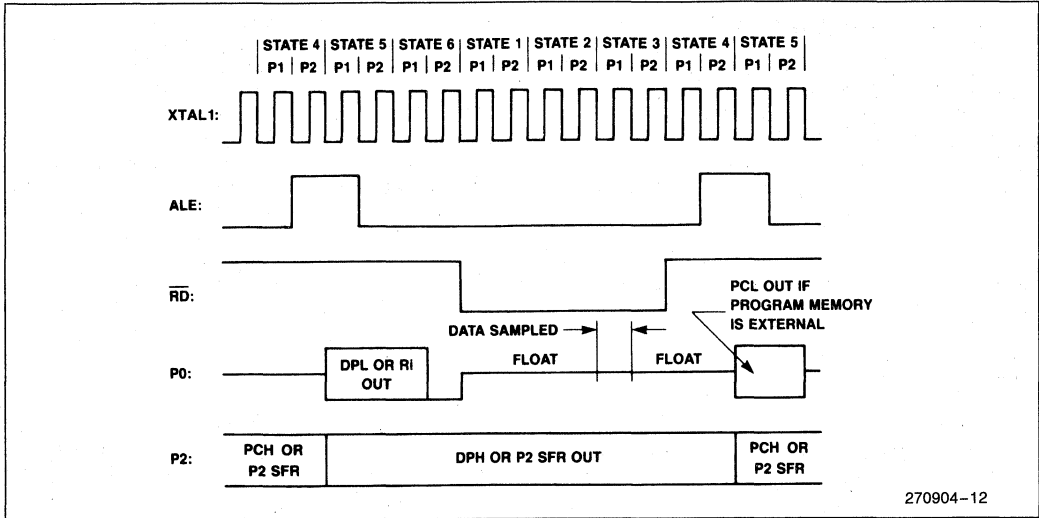 STATE 4 STATE 5 STATE 6 STATE 1 STATE 2 STATE 3 STATE 4 STATE 5
P1 P2 P1 P2 P1 P2 P1 P2 P1 P2 P1 P2 P1 P2 P1 P2
XTAL1:
ALE:
RD:
PCL OUT IF
PROGRAM MEMORY
IS EXTERNAL
DATA SAMPLED
P0:
DPL OR Ri
OUT
FLOAT
FLOAT
P2:
PCH OR
P2 SFR
DPH OR P2 SFR OUT
PCH OR
P2 SFR
270904-12